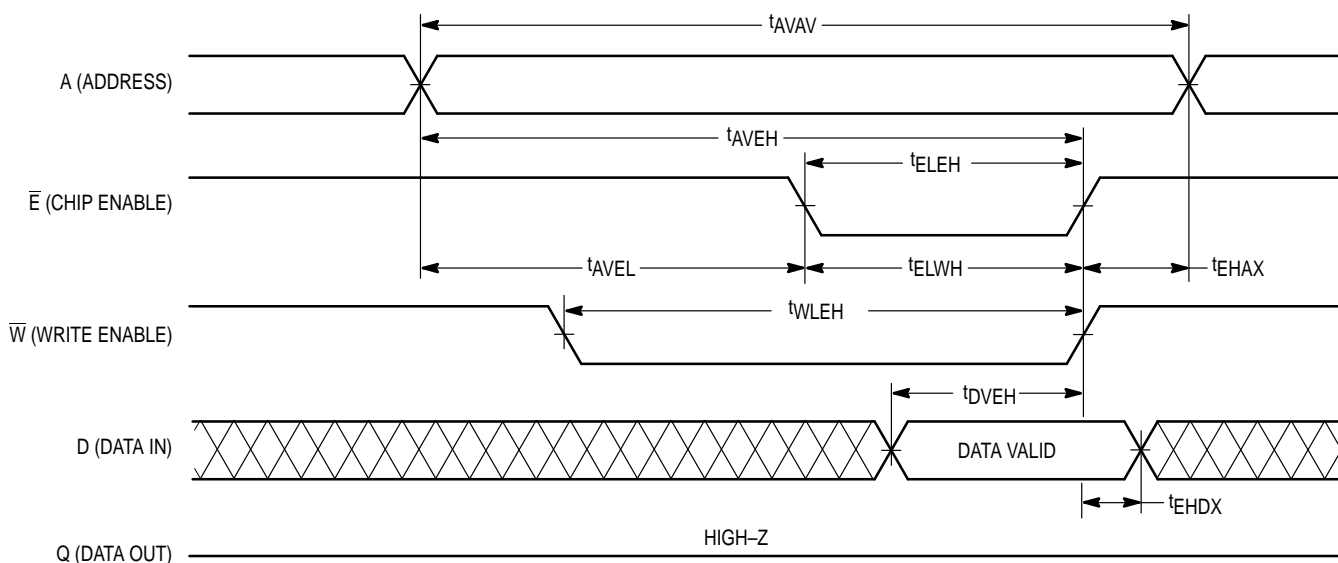 tAVAV
A (ADDRESS)
tAVEH
tELEH
E̅ (CHIP ENABLE)
tAVEL
tELWH
tEHAX
tWLEH
W̅ (WRITE ENABLE)
tDVEH
D (DATA IN)
DATA VALID
tEHDX
HIGH–Z
Q (DATA OUT)